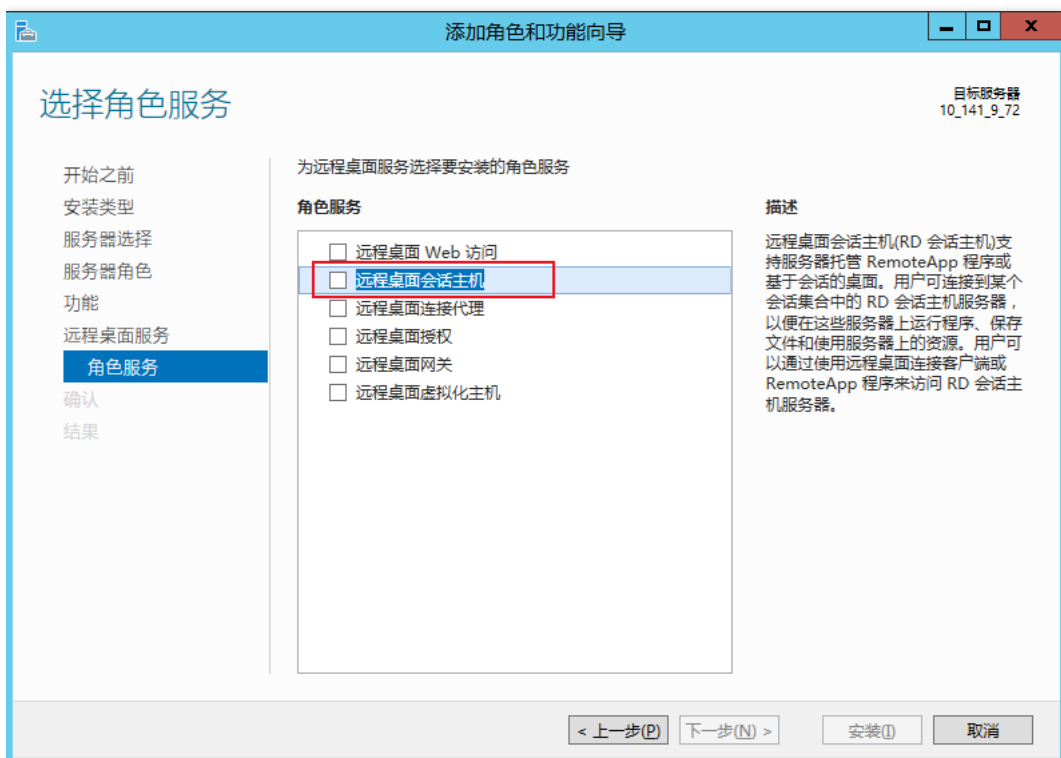 添加角色和功能向导
选择角色服务
目标服务器
10_141_9_72
开始之前
安装类型
服务器选择
服务器角色
功能
远程桌面服务
角色服务
确认
结果
为远程桌面服务选择要安装的角色服务
角色服务
远程桌面 Web 访问
远程桌面会话主机
远程桌面连接代理
远程桌面授权
远程桌面网关
远程桌面虚拟化主机
描述
远程桌面会话主机(RD 会话主机)支
持服务器托管 RemoteApp 程序或
基于会话的桌面。用户可连接到某个
会话集合中的 RD 会话主机服务器，
以便在这些服务器上运行程序、保存
文件和使用服务器上的资源。用户可
以通过使用远程桌面连接客户端或
RemoteApp 程序来访问 RD 会话主
机服务器。
< 上一步(P)
下一步(N) >
安装(I)
取消